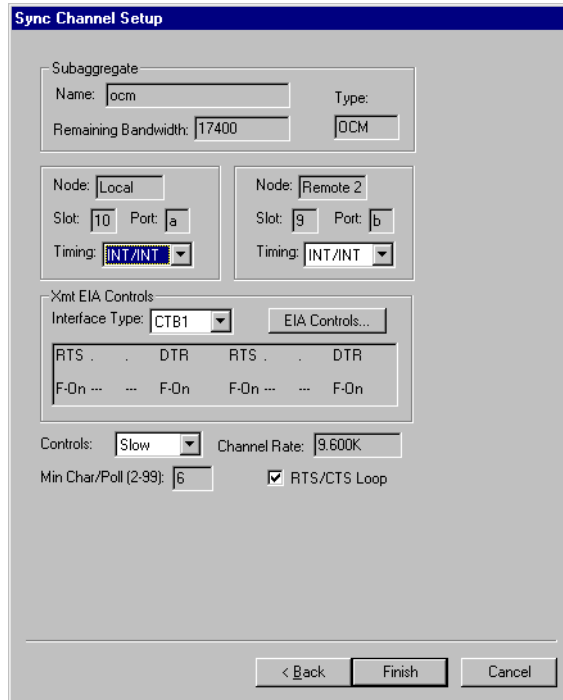 Sync Channel Setup
Subaggregate
Name: ocm
Type:
Remaining Bandwidth: 17400 OCM
Node: Local Node: Remote 2
Slot: 10 Port: a Slot: 9 Port: b
Timing: INT/INT Timing: INT/INT
Xmt EIA Controls
Interface Type: CTB1 EIA Controls...
RTS . . DTR RTS . . DTR
F-On --- --- F-On F-On --- --- F-On
Controls: Slow Channel Rate: 9.600K
Min Char/Poll (2-99): 6 RTS/CTS Loop
< Back Finish Cancel